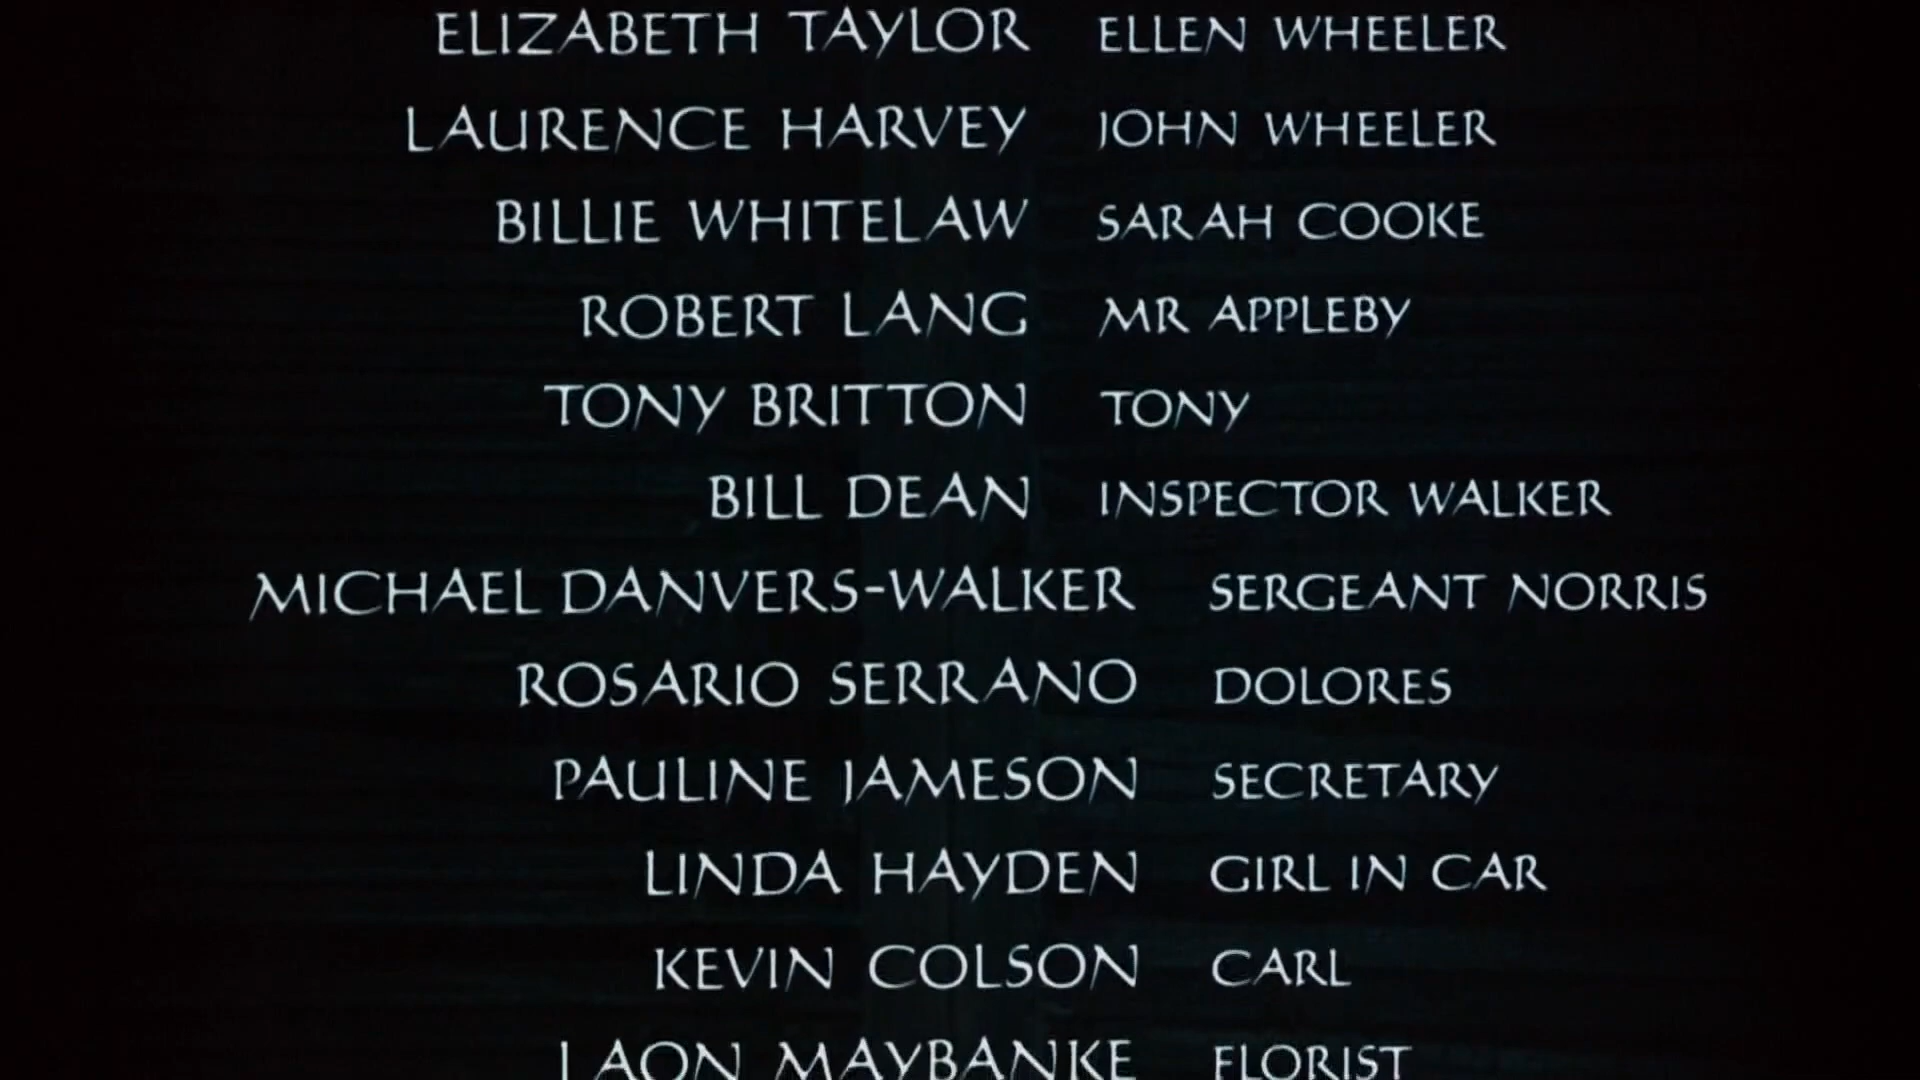 ELIZABETH TAYLOR ELLEN WHEELER
LAURENCE HARVEY JOHN WHEELER
BILLIE WHITELAW SARAH COOKE
ROBERT LANG MR APPLEBY
TONY BRITTON TONY
BILL DEAN INSPECTOR WALKER
MICHAEL DANVERS-WALKER SERGEANT NORRIS
ROSARIO SERRANO DOLORES
PAULINE JAMESON SECRETARY
LINDA HAYDEN GIRL IN CAR
KEVIN COLSON CARL
LAON MAYBANKE FLORIST